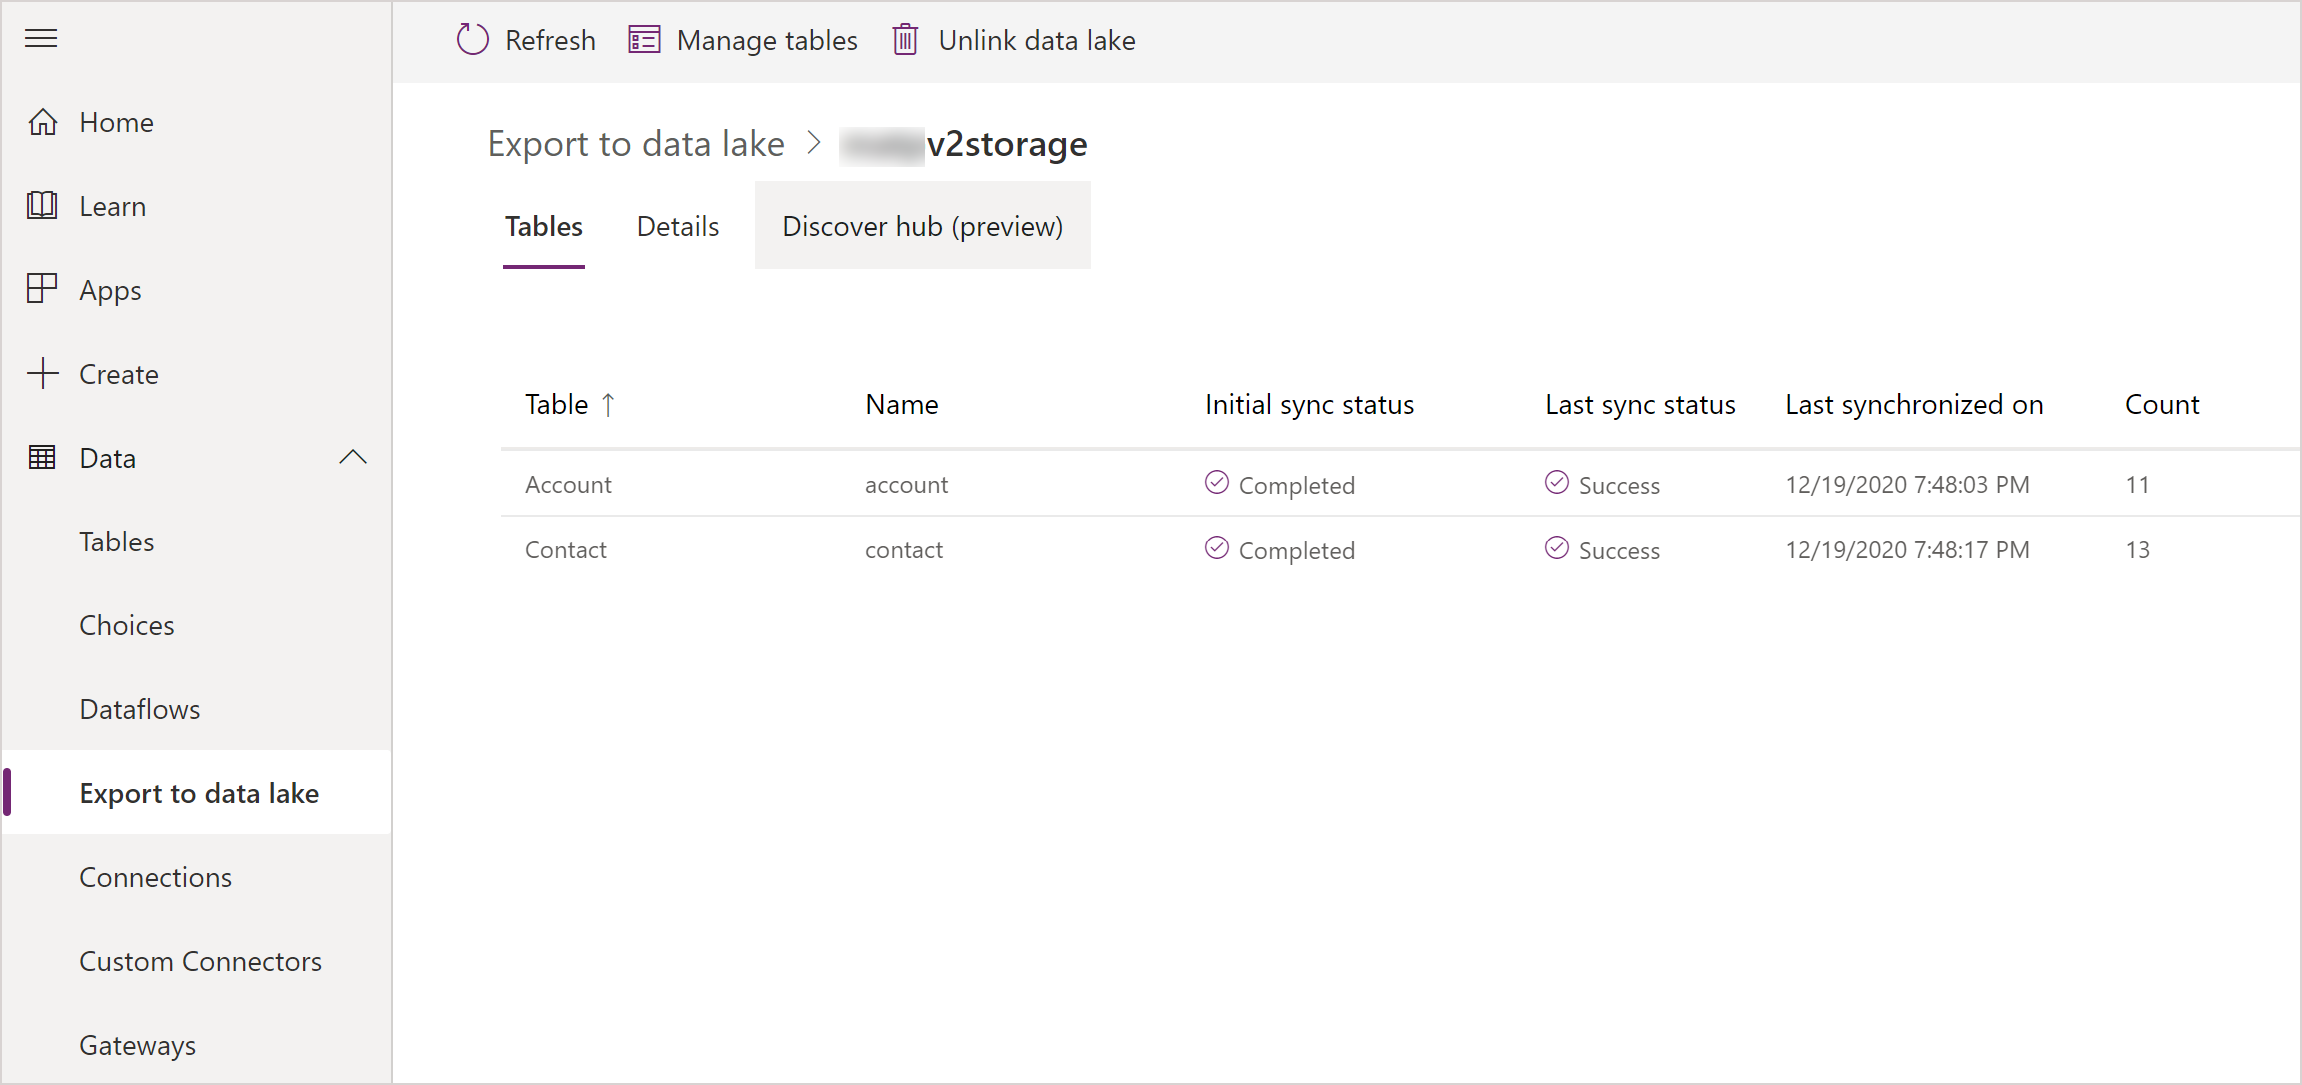 Refresh Manage tables Unlink data lake
Home
Learn
Apps
Create
Data
Tables
Choices
Dataflows
Export to data lake
Connections
Custom Connectors
Gateways
Export to data lake > v2storage
Tables Details Discover hub (preview)
Table ↑ Name Initial sync status Last sync status Last synchronized on Count
Account account Completed Success 12/19/2020 7:48:03 PM 11
Contact contact Completed Success 12/19/2020 7:48:17 PM 13